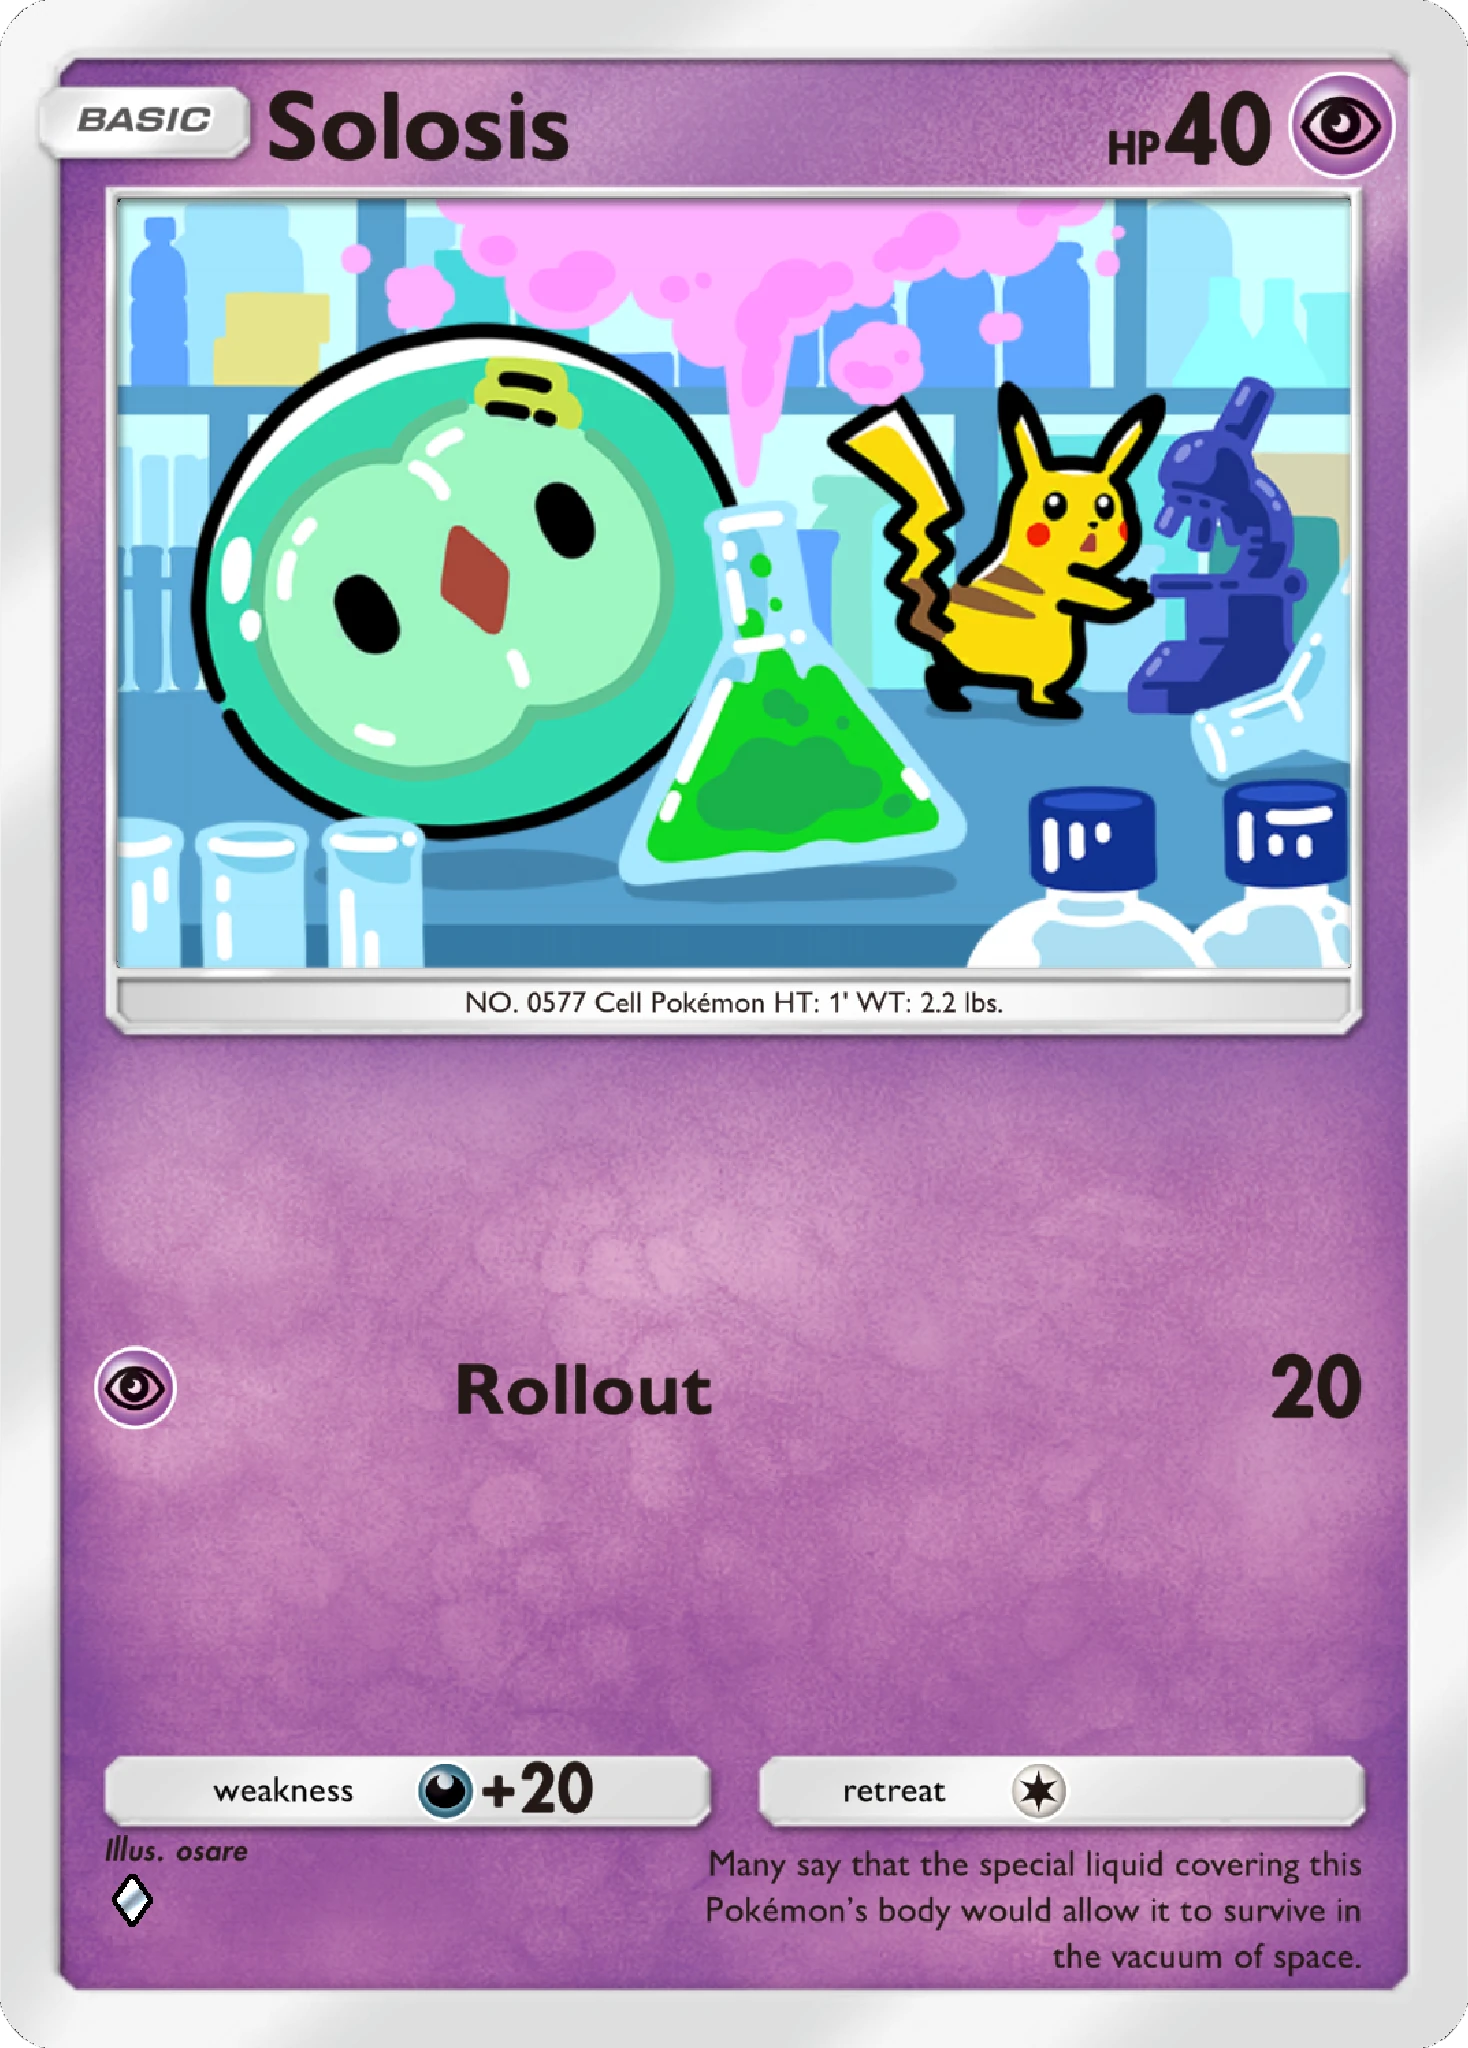 BASIC Solosis HP40
NO. 0577 Cell Pokémon HT: 1' WT: 2.2 lbs.
Rollout 20
weakness +20 retreat
Illus. osare
Many say that the special liquid covering this
Pokémon’s body would allow it to survive in
the vacuum of space.